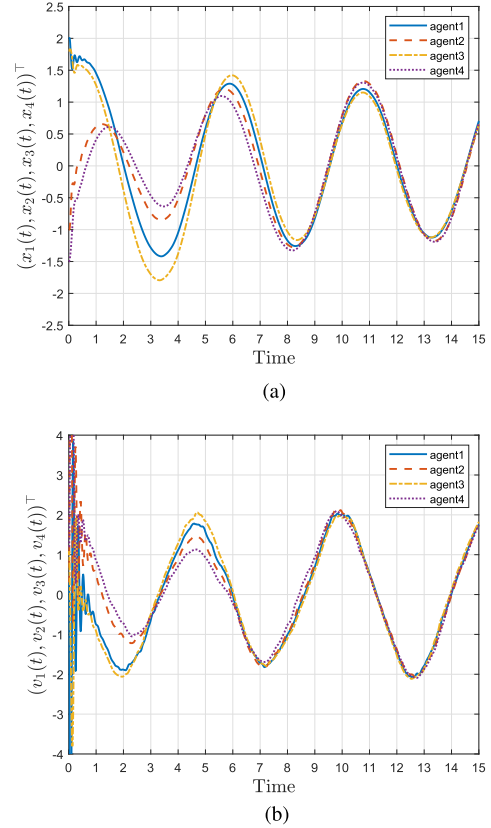 2.5
2
1.5
1
0.5
0
-0.5
-1
-1.5
-2
-2.5
(x₁(t), x₂(t), x₃(t), x₄(t))⊤
agent1
agent2
agent3
agent4
0 1 2 3 4 5 6 7 8 9 10 11 12 13 14 15
Time
(a)
4
3
2
1
0
-1
-2
-3
-4
(v₁(t), v₂(t), v₃(t), v₄(t))⊤
agent1
agent2
agent3
agent4
0 1 2 3 4 5 6 7 8 9 10 11 12 13 14 15
Time
(b)